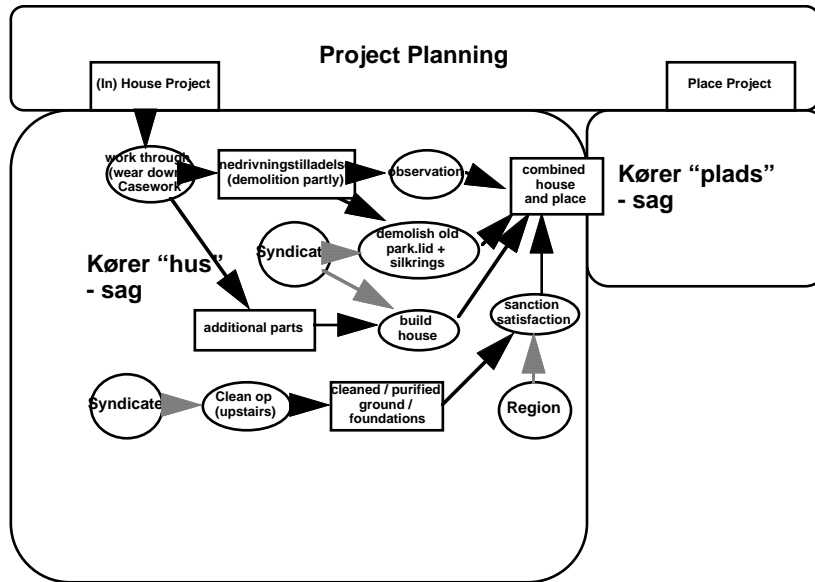 Project Planning
(In) House Project
Place Project
work through
(wear down)
Casework
nedrivningstilladelse
(demolition partly)
observation
combined
house
and place
Kører “plads”
- sag
Syndicate
demolish old
park.lid +
silkrings
Kører “hus”
- sag
additional parts
build
house
sanction
satisfaction
Syndicate
Clean op
(upstairs)
cleaned / purified
ground /
foundations
Region